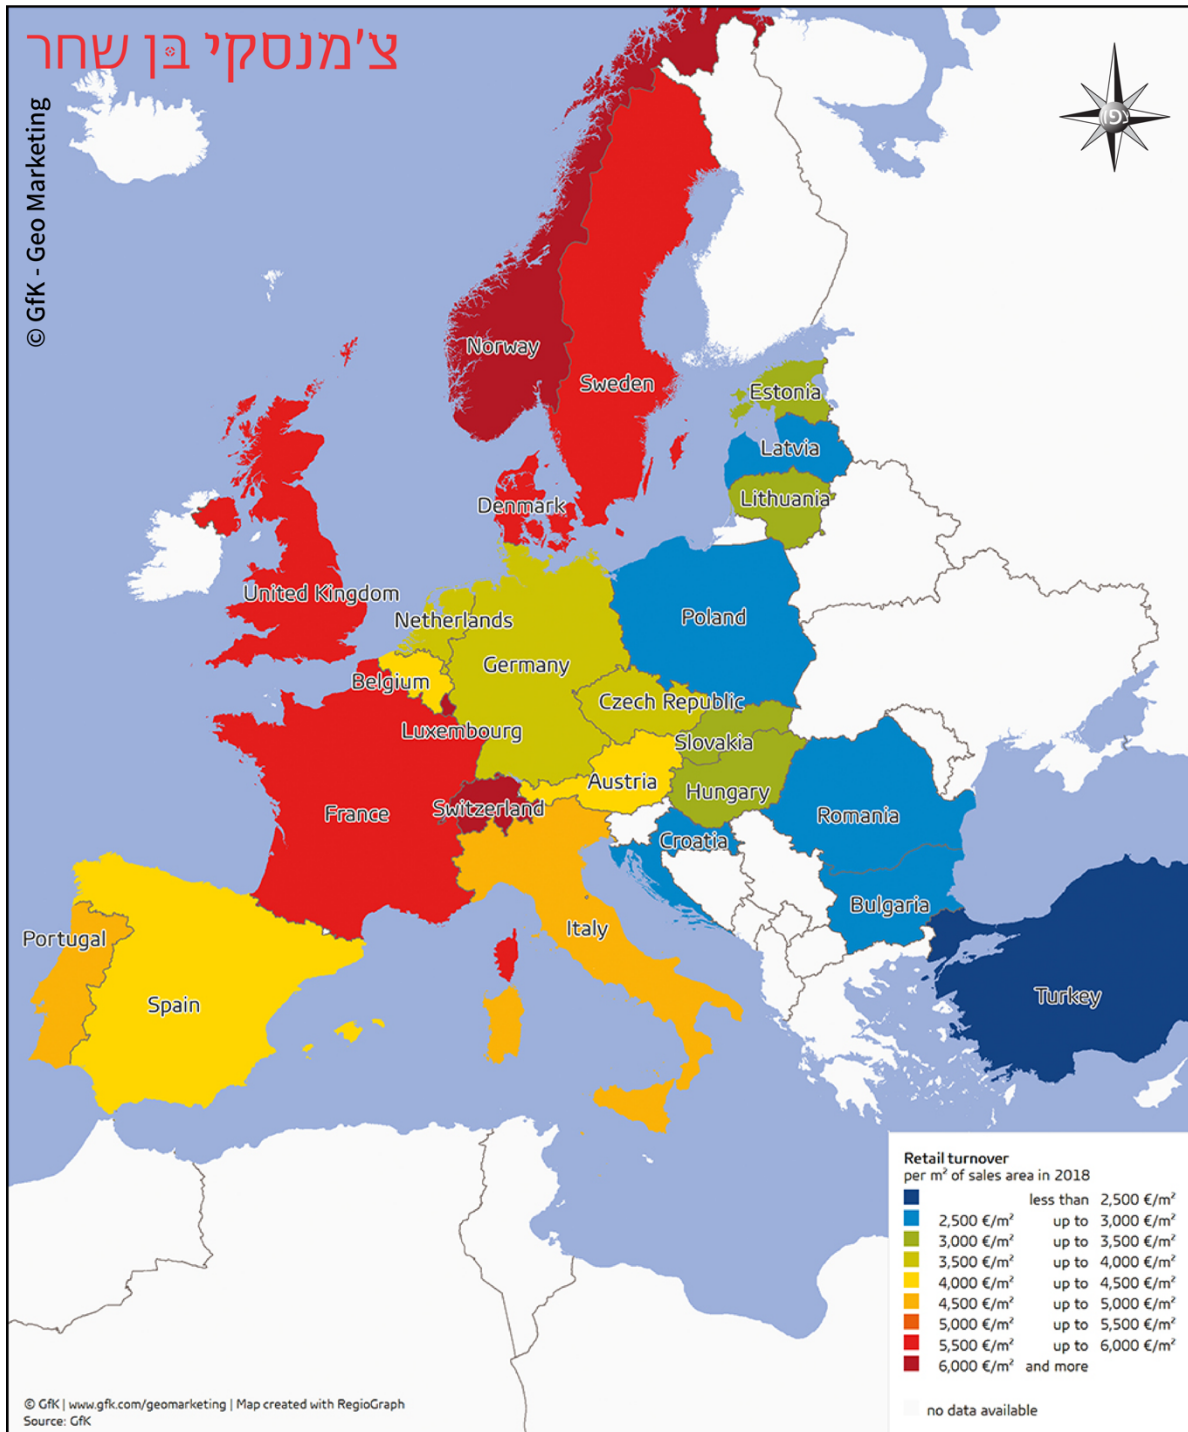 צ'מנסקי בן שחר
© GfK - Geo Marketing
נפון
Norway
Sweden
Estonia
Latvia
Lithuania
Denmark
United Kingdom
Netherlands
Poland
Germany
Belgium
Czech Republic
Luxembourg
Slovakia
Austria
Hungary
Switzerland
France
Romania
Croatia
Bulgaria
Italy
Portugal
Spain
Turkey
Retail turnover
per m² of sales area in 2018
less than 2,500 €/m²
2,500 €/m² up to 3,000 €/m²
3,000 €/m² up to 3,500 €/m²
3,500 €/m² up to 4,000 €/m²
4,000 €/m² up to 4,500 €/m²
4,500 €/m² up to 5,000 €/m²
5,000 €/m² up to 5,500 €/m²
5,500 €/m² up to 6,000 €/m²
6,000 €/m² and more
no data available
© GfK | www.gfk.com/geomarketing | Map created with RegioGraph
Source: GfK